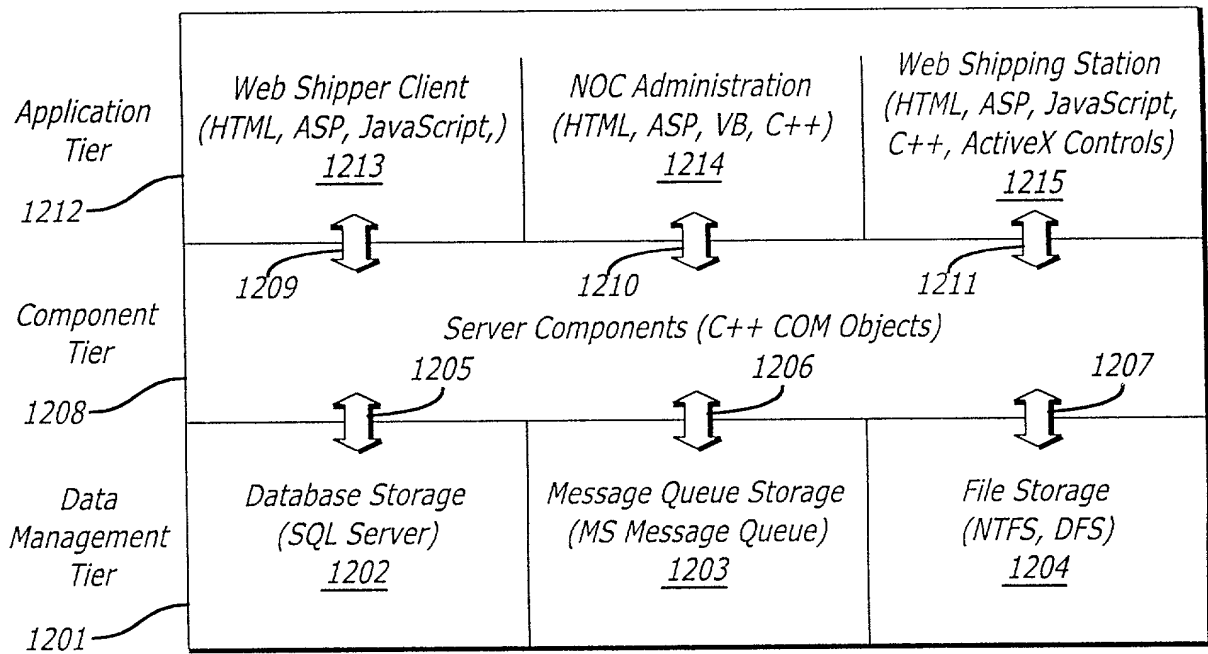 Application
Tier
1212
Web Shipper Client
(HTML, ASP, JavaScript,)
1213
NOC Administration
(HTML, ASP, VB, C++)
1214
Web Shipping Station
(HTML, ASP, JavaScript,
C++, ActiveX Controls)
1215
1209
1210
1211
Component
Tier
1208
Server Components (C++ COM Objects)
1205
1206
1207
Data
Management
Tier
1201
Database Storage
(SQL Server)
1202
Message Queue Storage
(MS Message Queue)
1203
File Storage
(NTFS, DFS)
1204